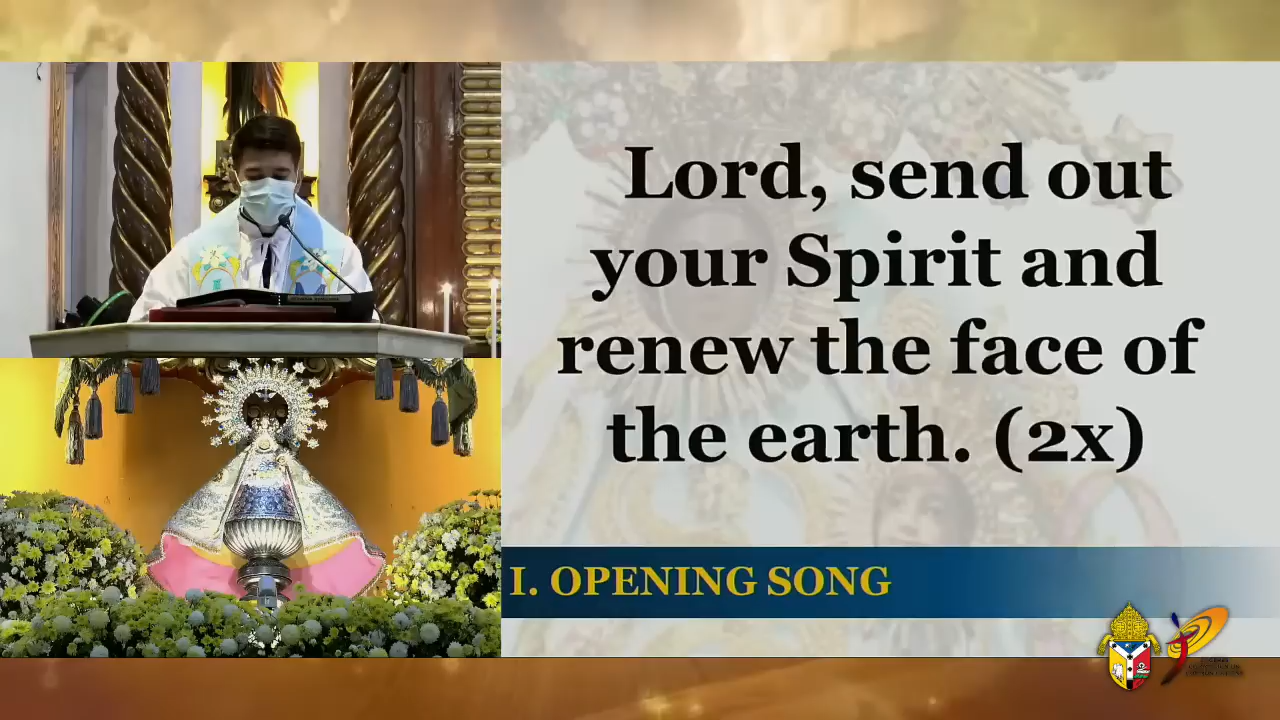 Lord, send out
your Spirit and
renew the face of
the earth. (2x)
I. OPENING SONG